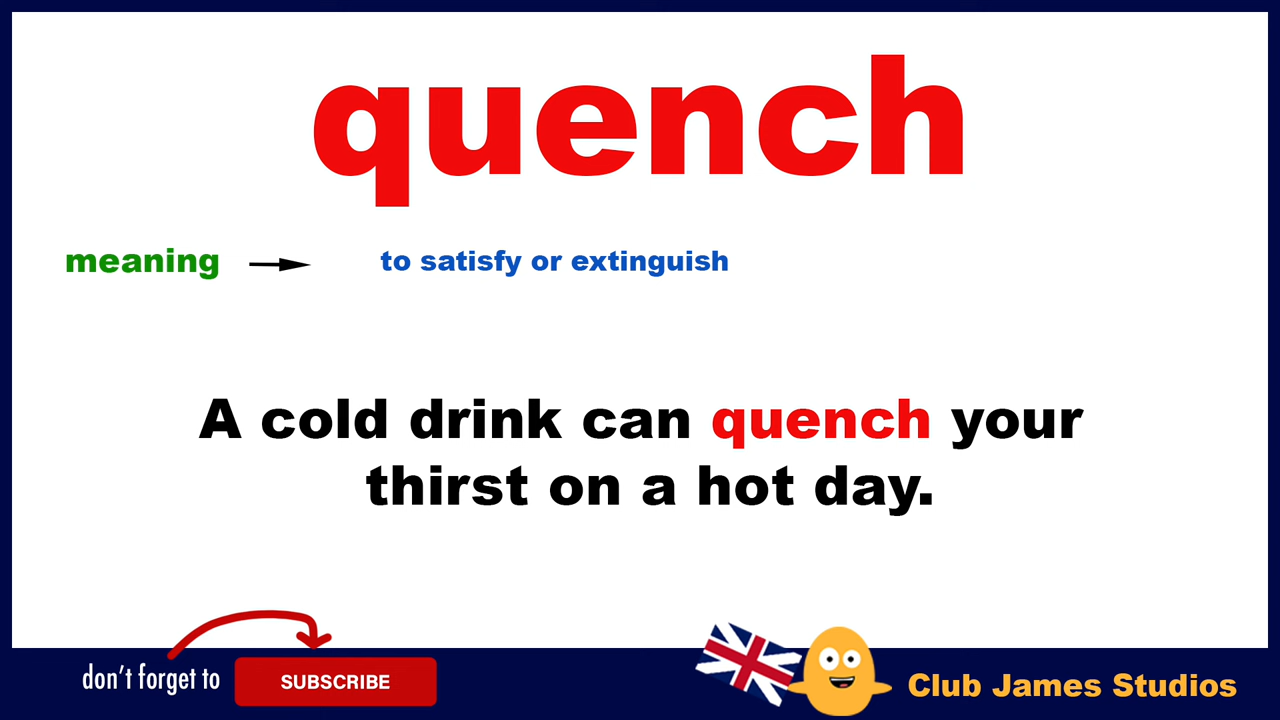 quench
meaning
to satisfy or extinguish
A cold drink can quench your
thirst on a hot day.
don't forget to
SUBSCRIBE
Club James Studios